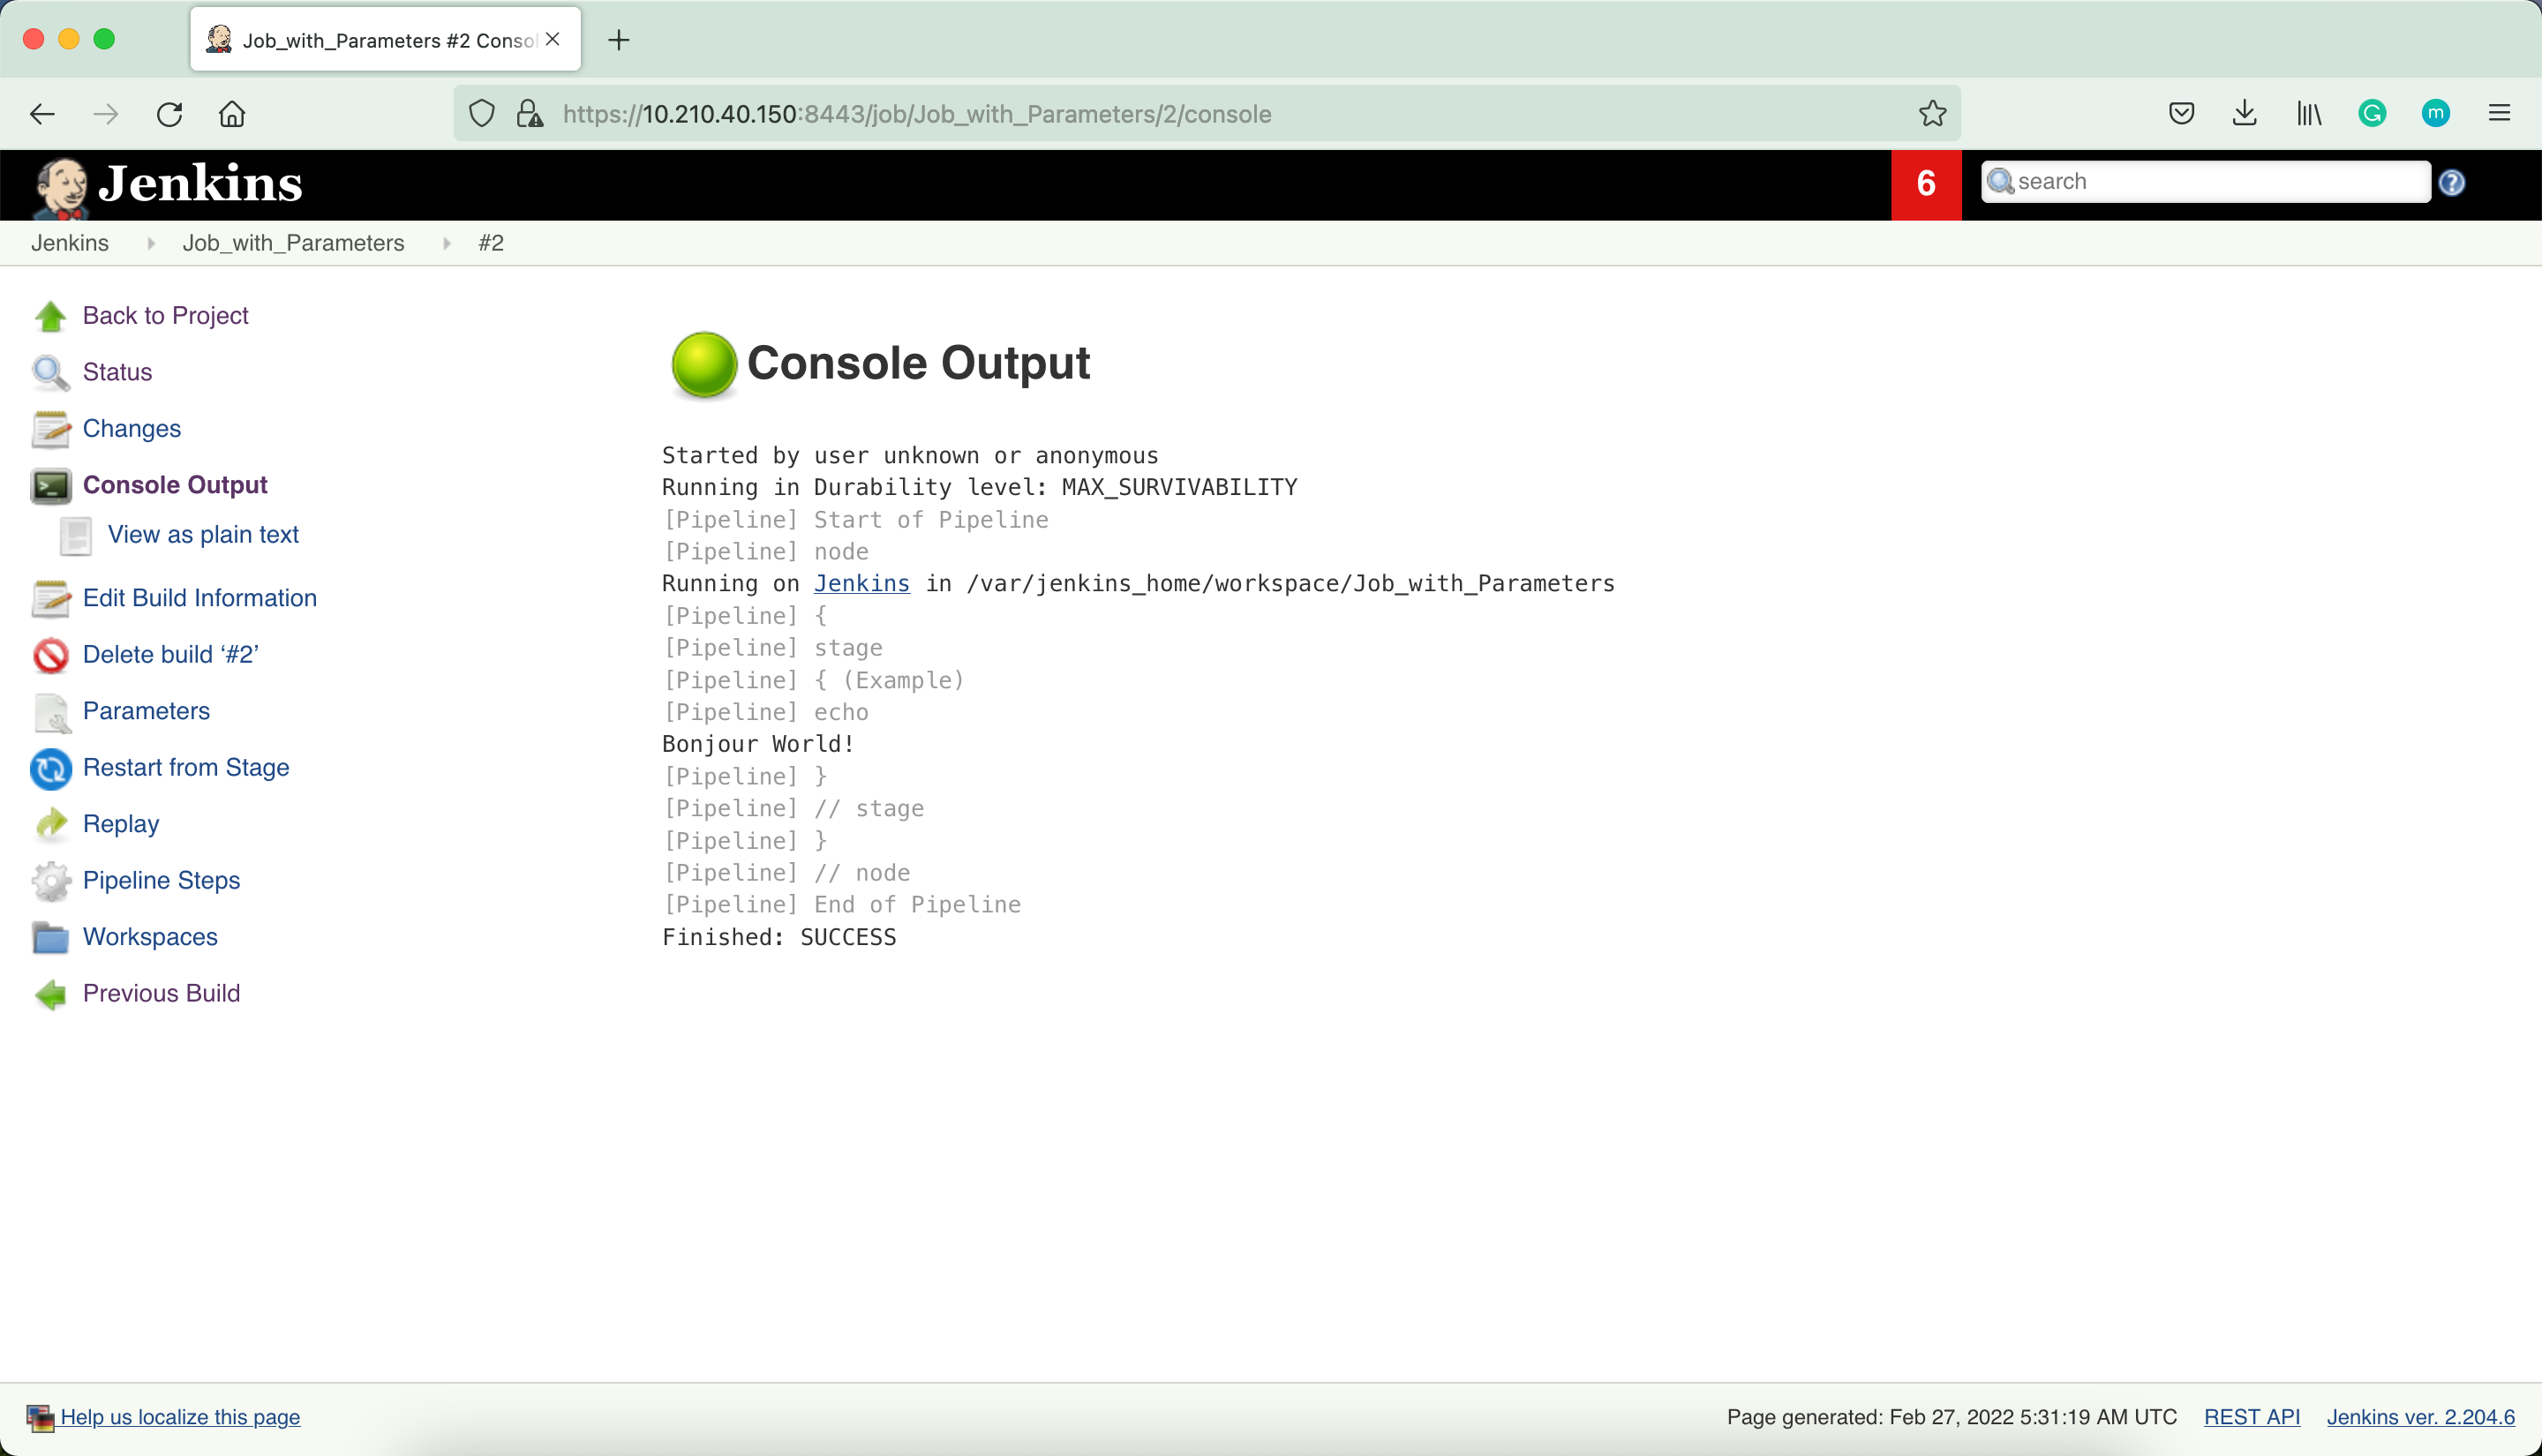 Job_with_Parameters #2 Consol
https://10.210.40.150:8443/job/Job_with_Parameters/2/console
m
Jenkins
6
search
Jenkins
Job_with_Parameters
#2
Back to Project
Status
Changes
Console Output
View as plain text
Edit Build Information
Delete build ‘#2’
Parameters
Restart from Stage
Replay
Pipeline Steps
Workspaces
Previous Build
Console Output
Started by user unknown or anonymous
Running in Durability level: MAX_SURVIVABILITY
[Pipeline] Start of Pipeline
[Pipeline] node
Running on Jenkins in /var/jenkins_home/workspace/Job_with_Parameters
[Pipeline] {
[Pipeline] stage
[Pipeline] { (Example)
[Pipeline] echo
Bonjour World!
[Pipeline] }
[Pipeline] // stage
[Pipeline] }
[Pipeline] // node
[Pipeline] End of Pipeline
Finished: SUCCESS
Help us localize this page
Page generated: Feb 27, 2022 5:31:19 AM UTC
REST API
Jenkins ver. 2.204.6